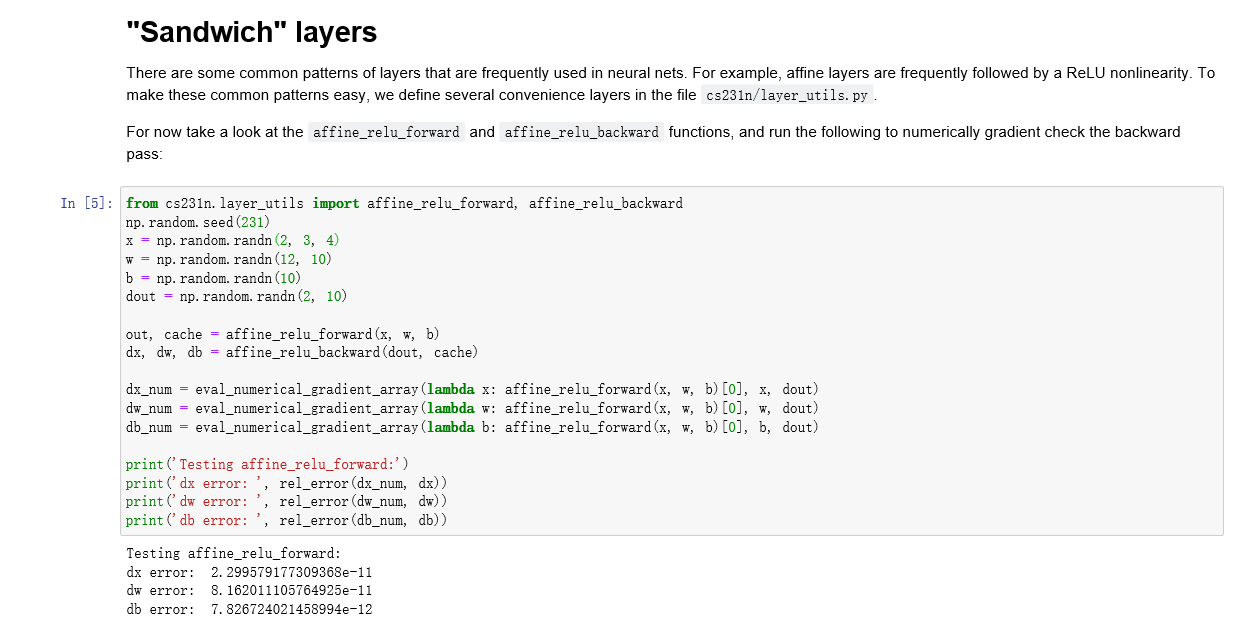 "Sandwich" layers
There are some common patterns of layers that are frequently used in neural nets. For example, affine layers are frequently followed by a ReLU nonlinearity. To
make these common patterns easy, we define several convenience layers in the file cs231n/layer_utils.py .
For now take a look at the affine_relu_forward and affine_relu_backward functions, and run the following to numerically gradient check the backward
pass:
In [5]: from cs231n.layer_utils import affine_relu_forward, affine_relu_backward
np.random.seed(231)
x = np.random.randn(2, 3, 4)
w = np.random.randn(12, 10)
b = np.random.randn(10)
dout = np.random.randn(2, 10)
out, cache = affine_relu_forward(x, w, b)
dx, dw, db = affine_relu_backward(dout, cache)
dx_num = eval_numerical_gradient_array(lambda x: affine_relu_forward(x, w, b)[0], x, dout)
dw_num = eval_numerical_gradient_array(lambda w: affine_relu_forward(x, w, b)[0], w, dout)
db_num = eval_numerical_gradient_array(lambda b: affine_relu_forward(x, w, b)[0], b, dout)
print('Testing affine_relu_forward:')
print('dx error: ', rel_error(dx_num, dx))
print('dw error: ', rel_error(dw_num, dw))
print('db error: ', rel_error(db_num, db))
Testing affine_relu_forward:
dx error:  2.299579177309368e-11
dw error:  8.162011105764925e-11
db error:  7.826724021458994e-12